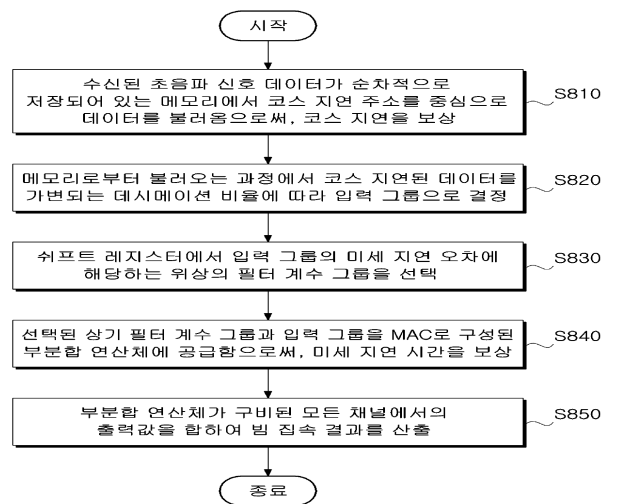 시작
수신된 초음파 신호 데이터가 순차적으로
저장되어 있는 메모리에서 코스 지연 주소를 중심으로
데이터를 불러옴으로써, 코스 지연을 보상
S810
메모리로부터 불러오는 과정에서 코스 지연된 데이터를
가변되는 데시메이션 비율에 따라 입력 그룹으로 결정
S820
쉬프트 레지스터에서 입력 그룹의 미세 지연 오차에
해당하는 위상의 필터 계수 그룹을 선택
S830
선택된 상기 필터 계수 그룹과 입력 그룹을 MAC로 구성된
부분합 연산체에 공급함으로써, 미세 지연 시간을 보상
S840
부분합 연산체가 구비된 모든 채널에서의
출력값을 합하여 빔 집속 결과를 산출
S850
종료